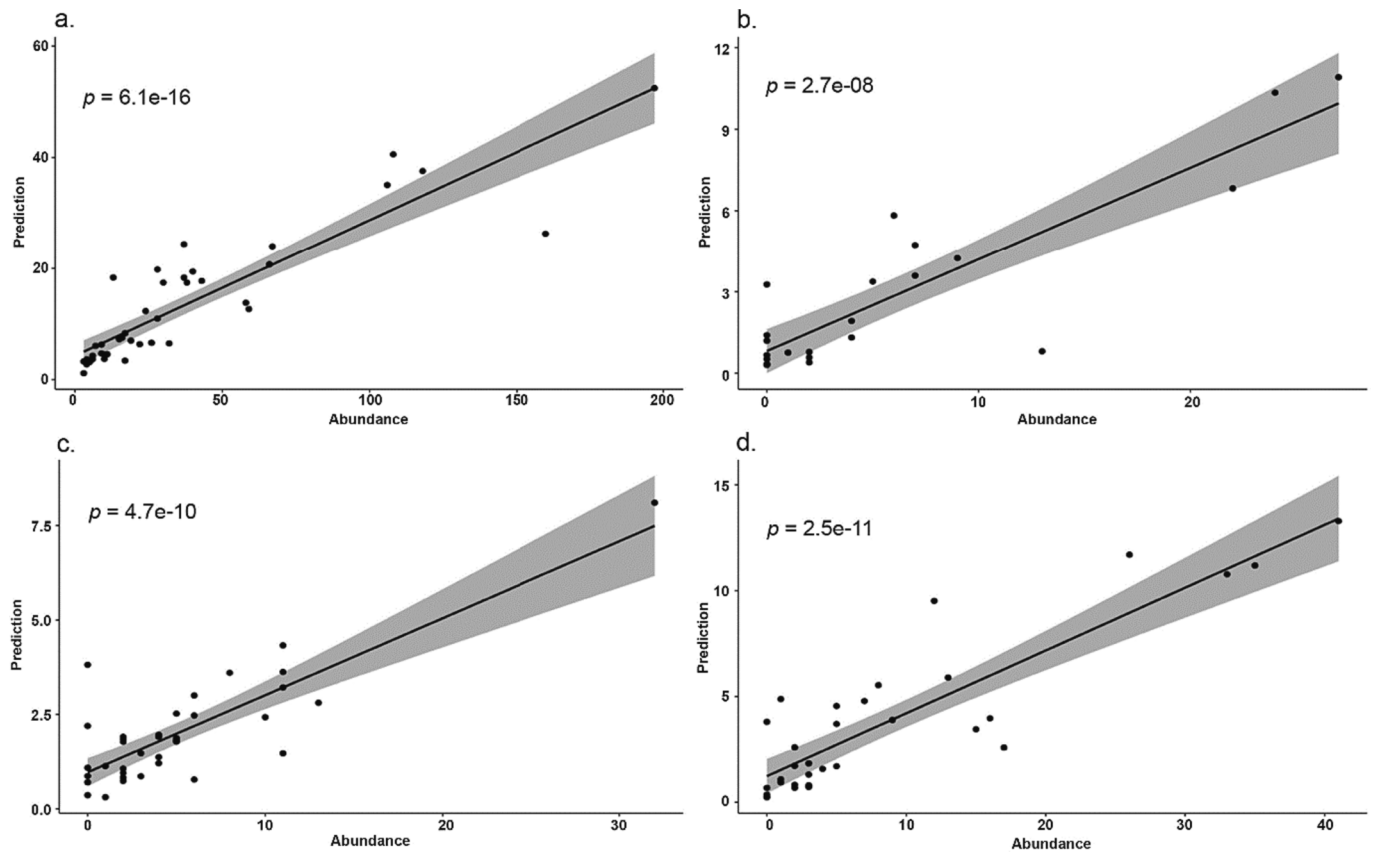 a.
60
40
20
0
p = 6.1e-16
Prediction
0 50 100 150 200
Abundance
b.
12
9
6
3
0
p = 2.7e-08
Prediction
0 10 20
Abundance
c.
7.5
5.0
2.5
0.0
p = 4.7e-10
Prediction
0 10 20 30
Abundance
d.
15
10
5
0
p = 2.5e-11
Prediction
0 10 20 30 40
Abundance